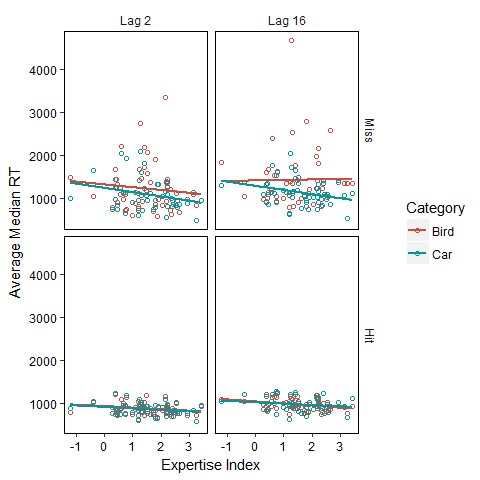 Lag 2
Lag 16
4000
3000
2000
1000
Miss
4000
3000
2000
1000
Hit
-1 0 1 2 3
-1 0 1 2 3
Expertise Index
Average Median RT
Category
Bird
Car